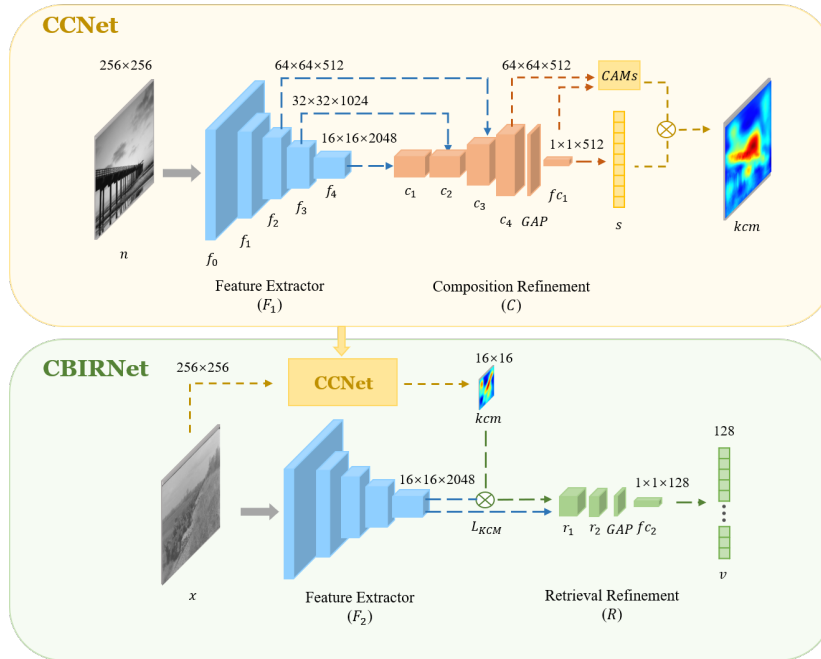 CCNet
256×256
64×64×512
32×32×1024
16×16×2048
64×64×512
CAMs
1×1×512
n
f0
f1
f2
f3
f4
c1
c2
c3
c4
GAP
fc1
s
kcm
Feature Extractor
(F1)
Composition Refinement
(C)
CBIRNet
256×256
CCNet
16×16
kcm
16×16×2048
LKCM
1×1×128
128
r1
r2
GAP
fc2
x
v
Feature Extractor
(F2)
Retrieval Refinement
(R)